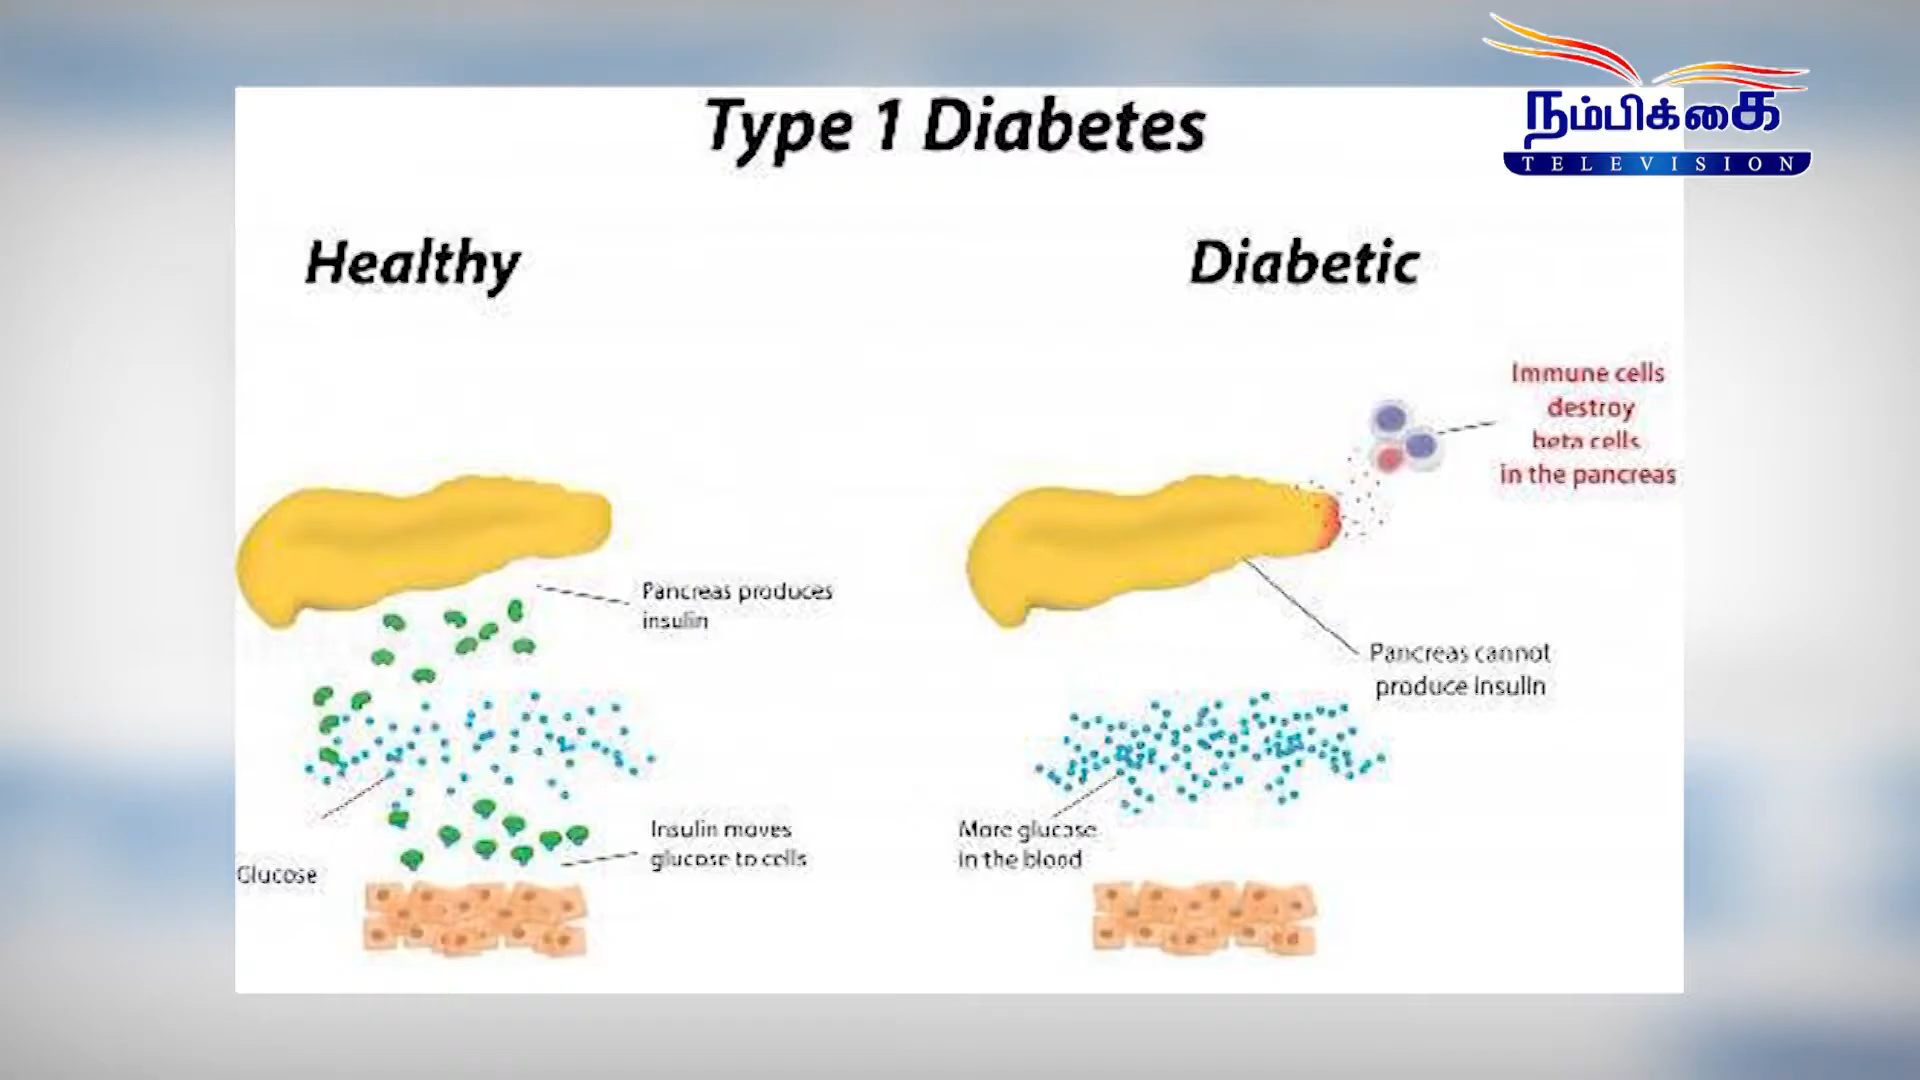 Type 1 Diabetes
நம்பிக்கை
TELEVISION
Healthy
Diabetic
Immune cells
destroy
beta cells
in the pancreas
Pancreas produces
insulin
Pancreas cannot
produce insulin
Glucose
Insulin moves
glucose to cells
More glucose
in the blood